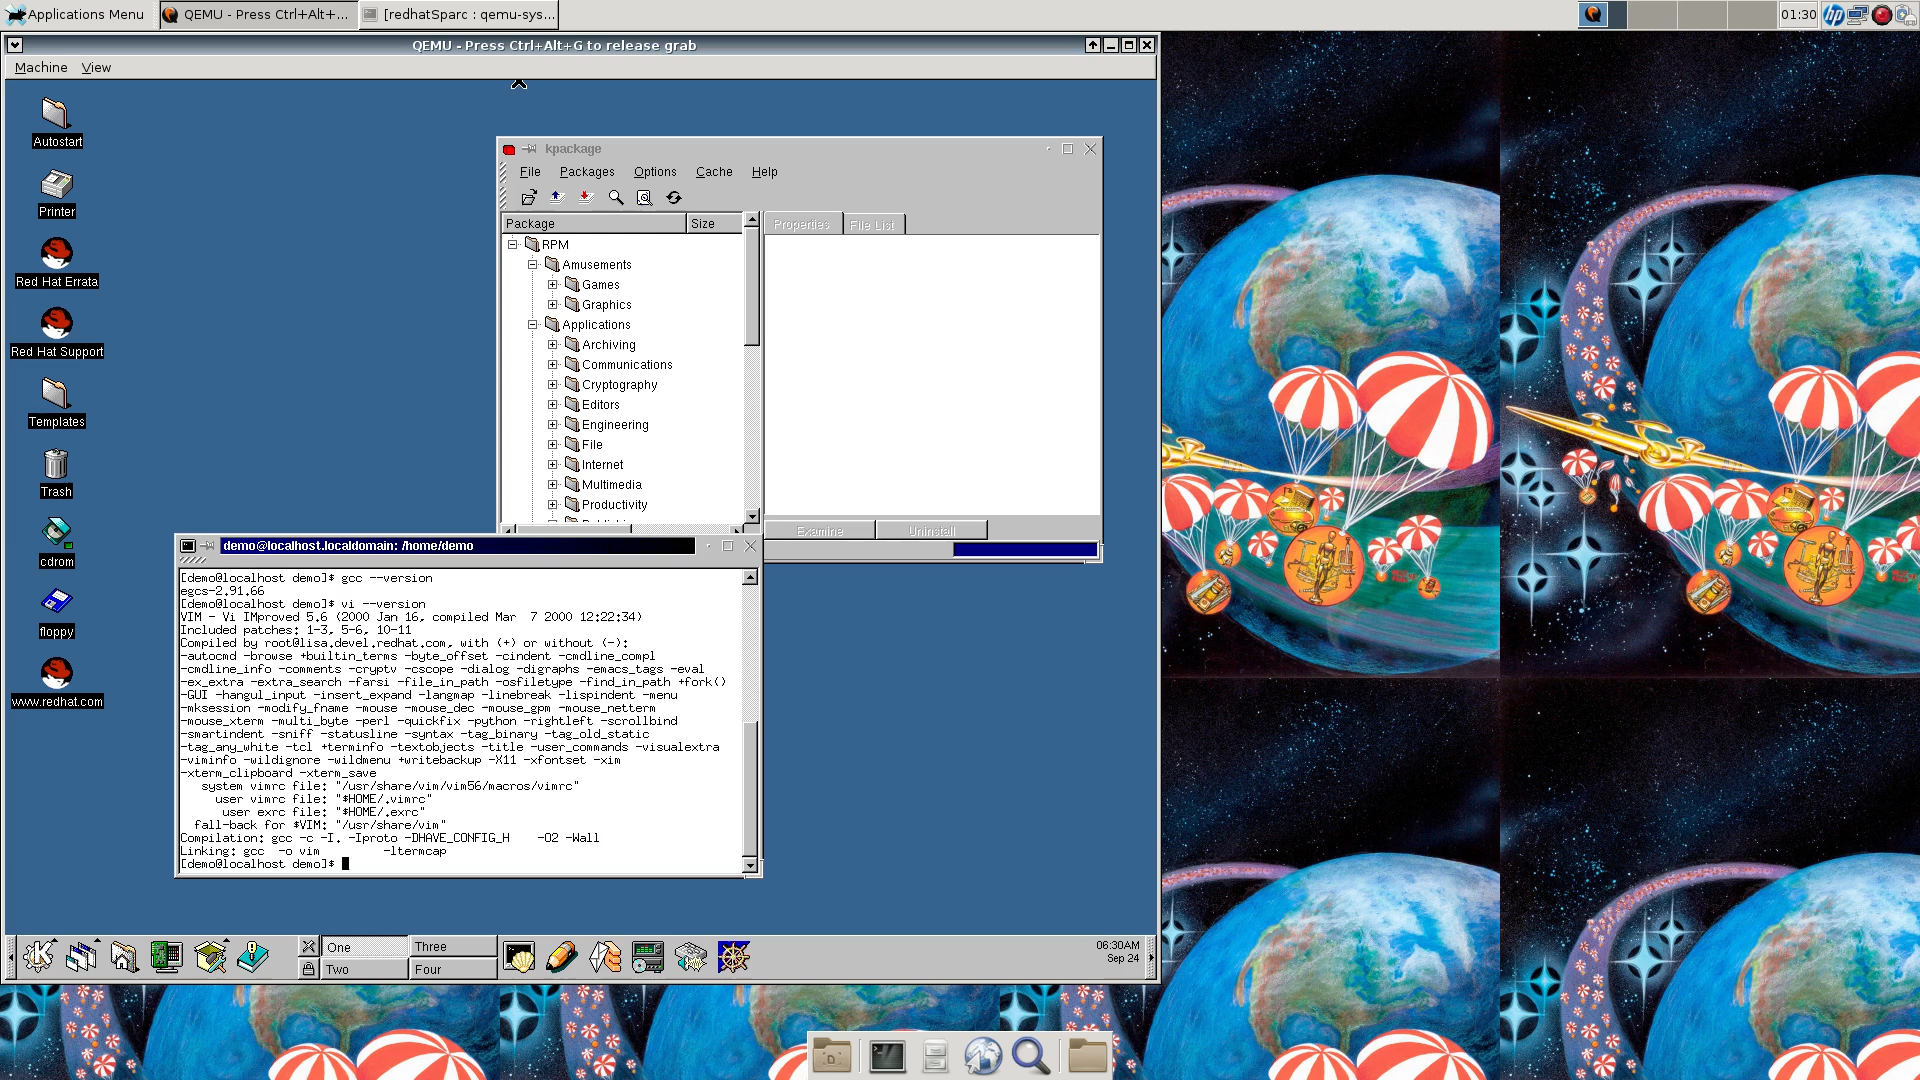 Applications Menu
QEMU - Press Ctrl+Alt+...
[redhatSparc : qemu-sys...
01:30
QEMU - Press Ctrl+Alt+G to release grab
Machine View
Autostart
Printer
Red Hat Errata
Red Hat Support
Templates
Trash
cdrom
floppy
www.redhat.com
kpackage
File Packages Options Cache Help
Package Size
Properties File List
RPM
Amusements
Games
Graphics
Applications
Archiving
Communications
Cryptography
Editors
Engineering
File
Internet
Multimedia
Productivity
Examine Uninstall
demo@localhost.localdomain: /home/demo
[demo@localhost demo]$ gcc --version
egcs-2.91.66
[demo@localhost demo]$ vi --version
VIM - Vi IMproved 5.6 (2000 Jan 16, compiled Mar  7 2000 12:22:34)
Included patches: 1-3, 5-6, 10-11
Compiled by root@lisa.devel.redhat.com, with (+) or without (-):
-autocmd -browse +builtin_terms -byte_offset -cindent -cmdline_compl
-cmdline_info -comments -cryptv -cscope -dialog -digraphs -emacs_tags -eval
-ex_extra -extra_search -farsi -file_in_path -osfiletype -find_in_path +fork()
-GUI -hangul_input -insert_expand -langmap -linebreak -lispindent -menu
-mksession -modify_fname -mouse -mouse_dec -mouse_gpm -mouse_netterm
-mouse_xterm -multi_byte -perl -quickfix -python -rightleft -scrollbind
-smartindent -sniff -statusline -syntax -tag_binary -tag_old_static
-tag_any_white -tcl +terminfo -textobjects -title -user_commands -visualextra
-viminfo -wildignore -wildmenu +writebackup -X11 -xfontset -xim
-xterm_clipboard -xterm_save
system vimrc file: "/usr/share/vim/vim56/macros/vimrc"
user vimrc file: "$HOME/.vimrc"
user exrc file: "$HOME/.exrc"
fall-back for $VIM: "/usr/share/vim"
Compilation: gcc -c -I. -Iproto -DHAVE_CONFIG_H    -O2 -Wall
Linking: gcc  -o vim         -ltermcap
[demo@localhost demo]$
One Three
Two Four
06:30AM
Sep 24